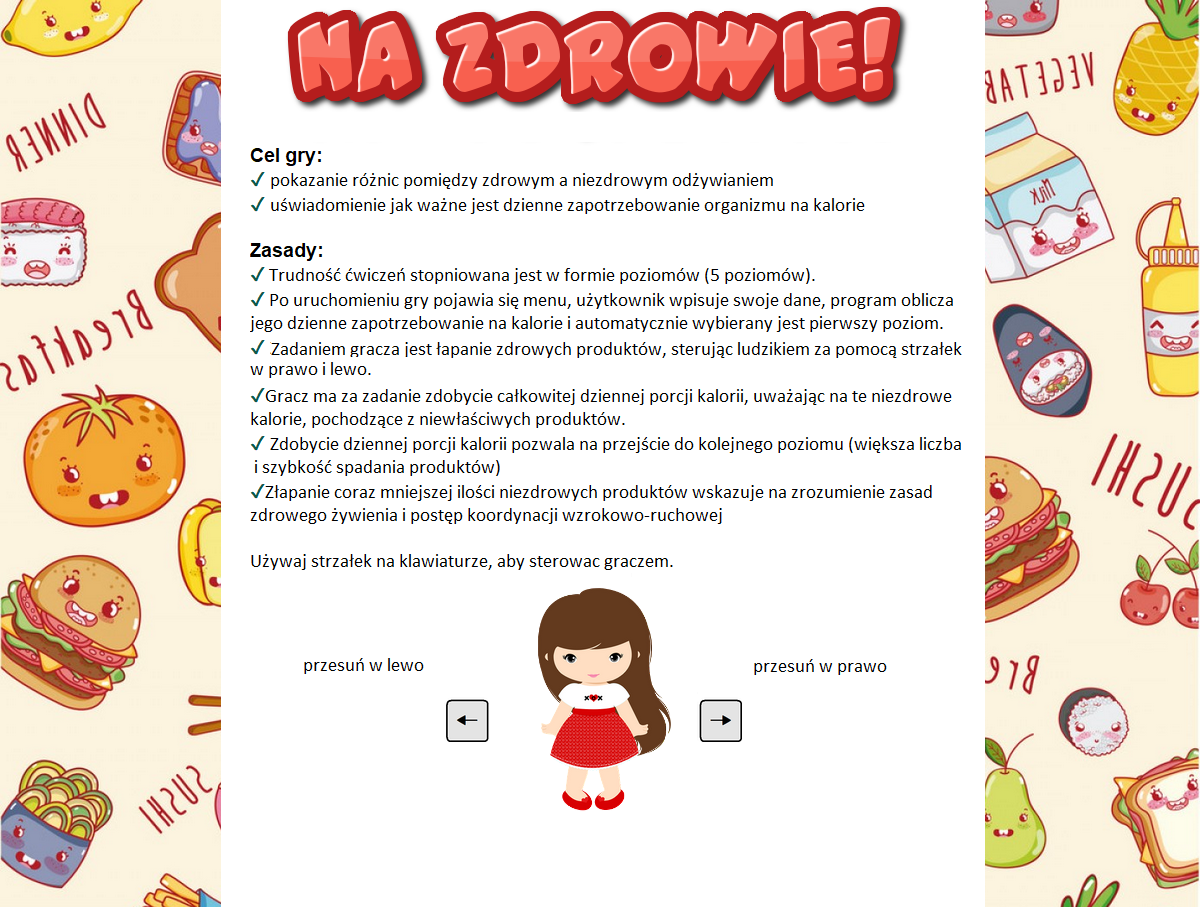 NA ZDROWIE!
Cel gry:
✓ pokazanie różnic pomiędzy zdrowym a niezdrowym odżywianiem
✓ uświadomienie jak ważne jest dzienne zapotrzebowanie organizmu na kalorie
Zasady:
✓ Trudność ćwiczeń stopniowana jest w formie poziomów (5 poziomów).
✓ Po uruchomieniu gry pojawia się menu, użytkownik wpisuje swoje dane, program oblicza
jego dzienne zapotrzebowanie na kalorie i automatycznie wybierany jest pierwszy poziom.
✓ Zadaniem gracza jest łapanie zdrowych produktów, sterując ludzikiem za pomocą strzałek
w prawo i lewo.
✓Gracz ma za zadanie zdobycie całkowitej dziennej porcji kalorii, uważając na te niezdrowe
kalorie, pochodzące z niewłaściwych produktów.
✓ Zdobycie dziennej porcji kalorii pozwala na przejście do kolejnego poziomu (większa liczba
i szybkość spadania produktów)
✓Złapanie coraz mniejszej ilości niezdrowych produktów wskazuje na zrozumienie zasad
zdrowego żywienia i postęp koordynacji wzrokowo-ruchowej
Używaj strzałek na klawiaturze, aby sterowac graczem.
przesuń w lewo
przesuń w prawo
←
→
DINNER
Breakfas
SUSHI
VEGETAR
Milk
SUSHI
Bre